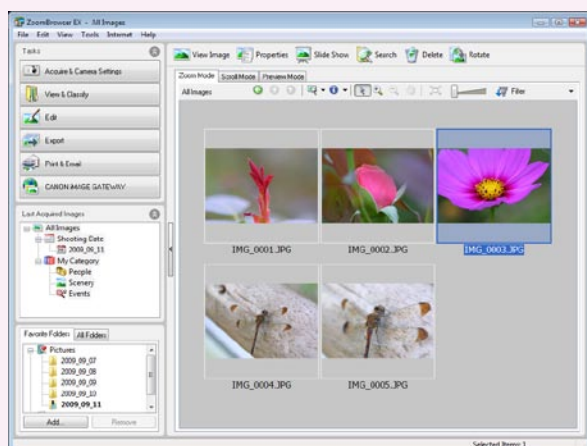 ZoomBrowser EX - All Images
File Edit View Tools Internet Help
Tasks
Acquire & Camera Settings
View & Classify
Edit
Export
Print & Email
CANON iMAGE GATEWAY
Last Acquired Images
All Images
Shooting Date
2009_09_11
My Category
People
Scenery
Events
Favorite Folders All Folders
Pictures
2009_09_07
2009_09_08
2009_09_09
2009_09_10
2009_09_11
Add... Remove
View Image Properties Slide Show Search Delete Rotate
Zoom Mode Scroll Mode Preview Mode
All Images Filter
IMG_0001.JPG IMG_0002.JPG IMG_0003.JPG
IMG_0004.JPG IMG_0005.JPG
Selected Items: 1